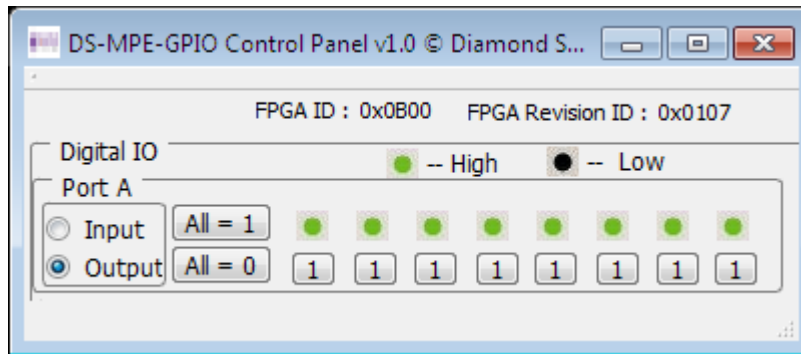 DS-MPE-GPIO Control Panel v1.0 © Diamond S...
FPGA ID : 0x0B00 FPGA Revision ID : 0x0107
Digital IO
-- High -- Low
Port A
Input All = 1
Output All = 0 1 1 1 1 1 1 1 1